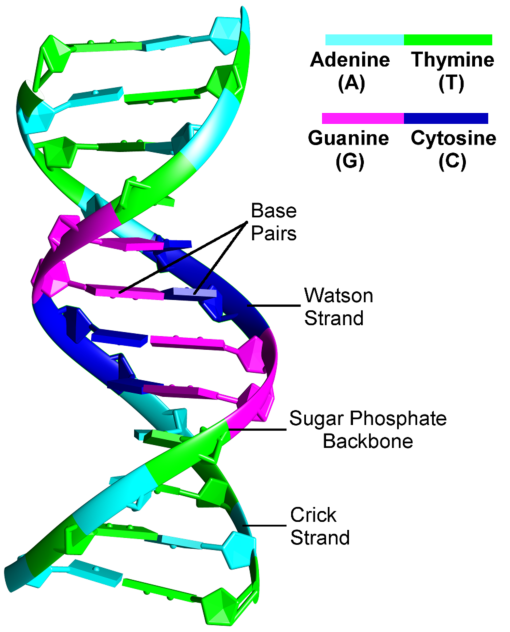 Adenine Thymine
(A) (T)
Guanine Cytosine
(G) (C)
Base
Pairs
Watson
Strand
Sugar Phosphate
Backbone
Crick
Strand